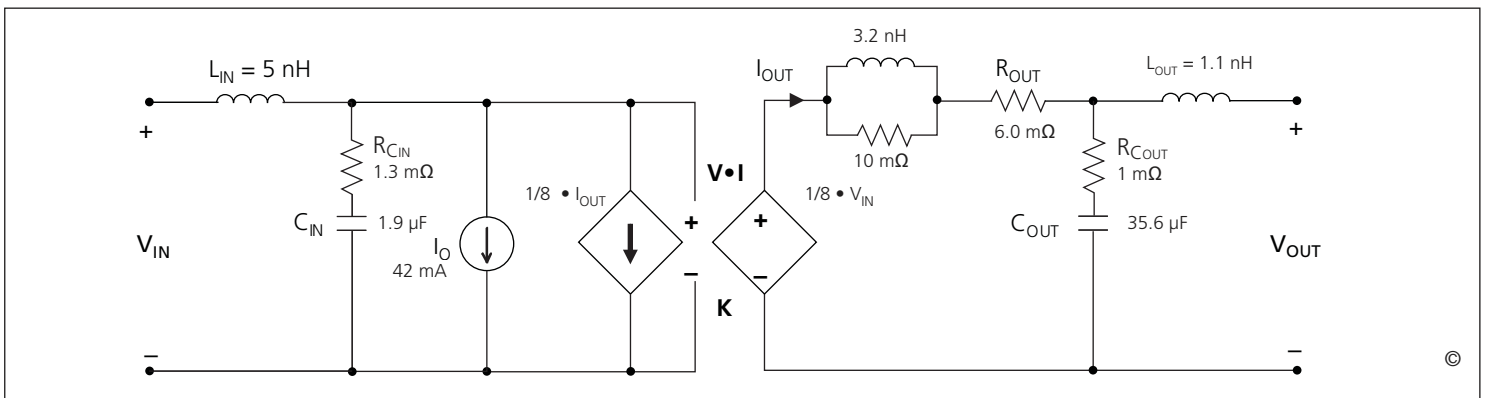 L_IN = 5 nH
+
V_IN
−
R_CIN
1.3 mΩ
C_IN
1.9 µF
I_O
42 mA
1/8 • I_OUT
V•I
+
−
K
1/8 • V_IN
+
−
I_OUT
3.2 nH
10 mΩ
R_OUT
6.0 mΩ
R_COUT
1 mΩ
C_OUT
35.6 µF
L_OUT = 1.1 nH
+
V_OUT
−
©